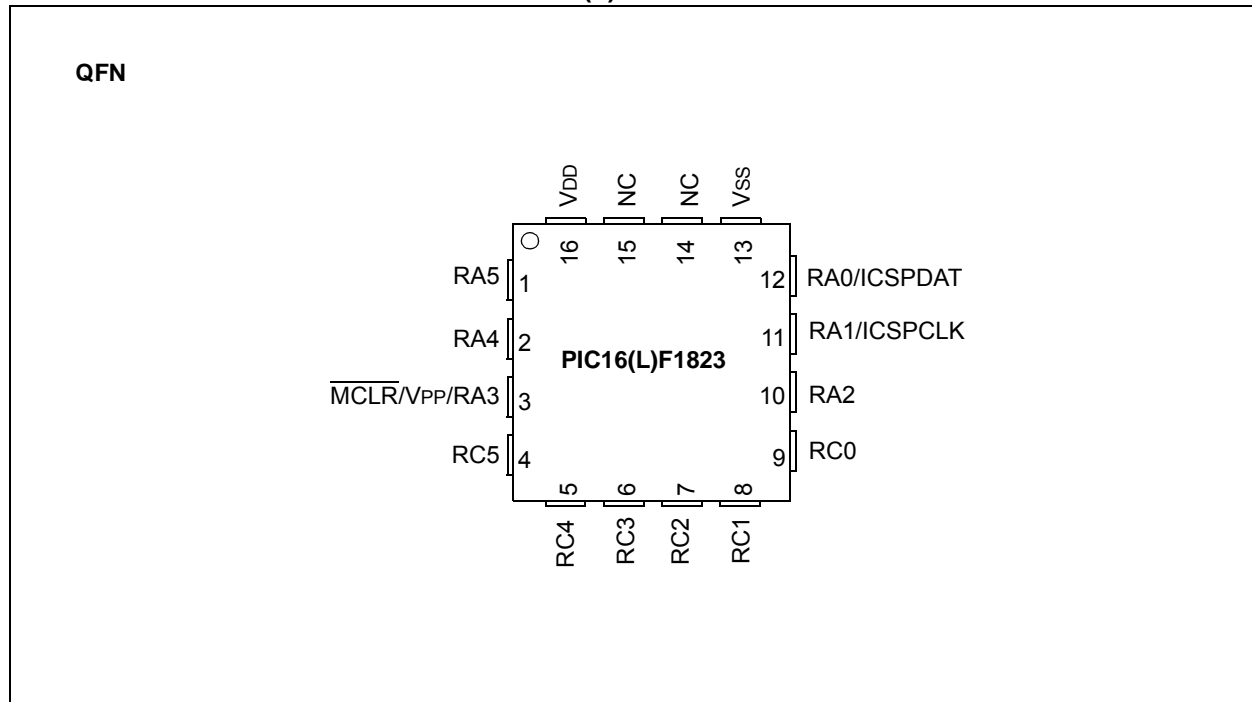 QFN
VDD
NC
NC
VSS
16
15
14
13
RA5 1
RA4 2
MCLR/VPP/RA3 3
RC5 4
PIC16(L)F1823
12 RA0/ICSPDAT
11 RA1/ICSPCLK
10 RA2
9 RC0
5
6
7
8
RC4
RC3
RC2
RC1